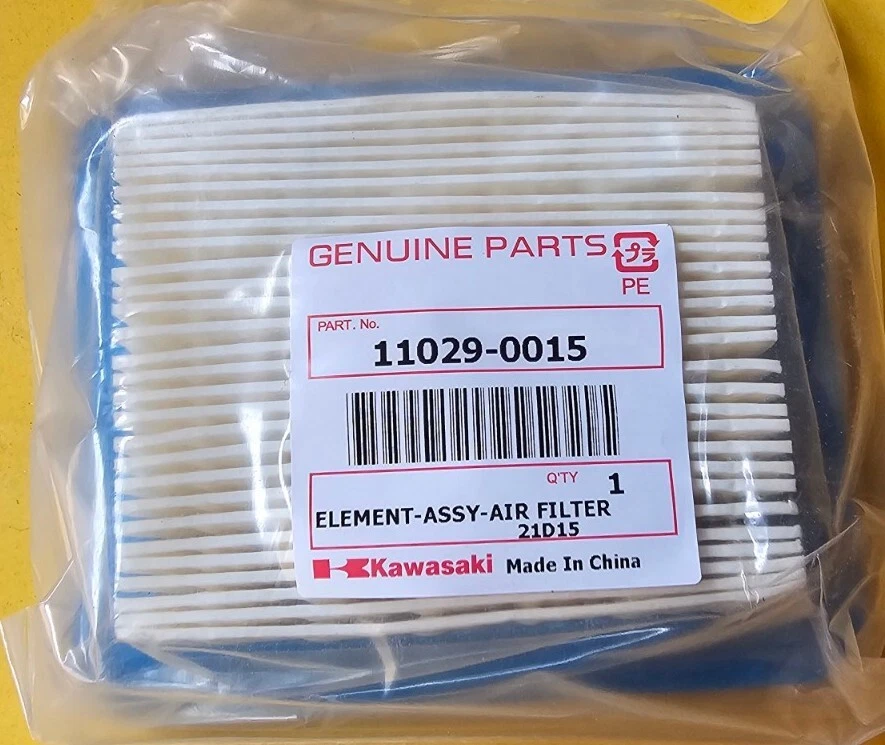 GENUINE PARTS
プラ
PE
PART. No.
11029-0015
Q'TY 1
ELEMENT-ASSY-AIR FILTER
21D15
Kawasaki Made In China